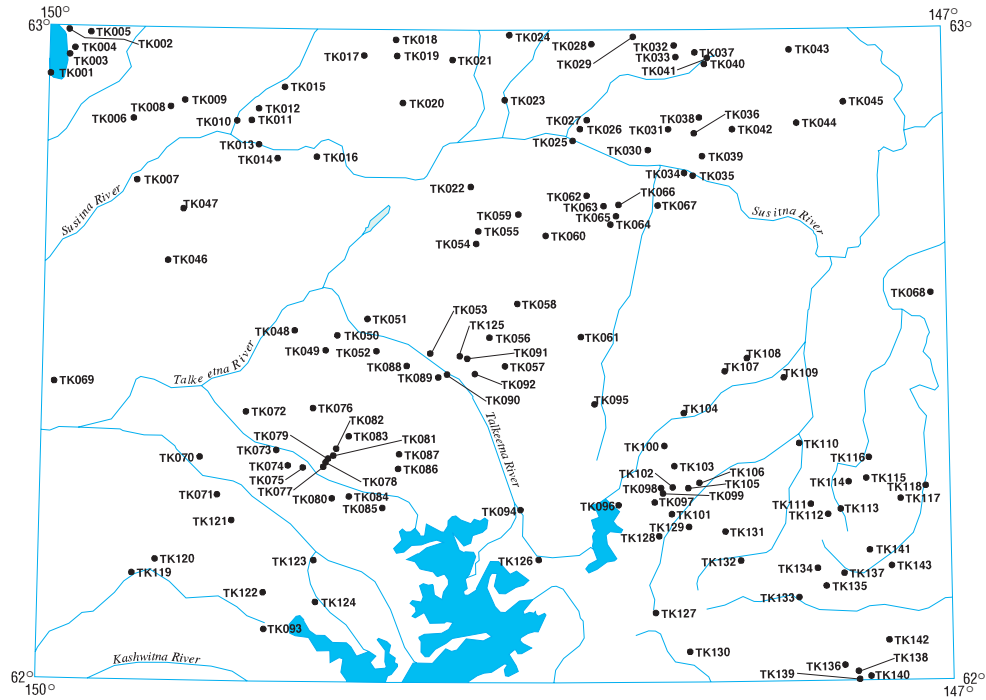 150° 147°
63° 63°
TK005
TK002
TK004
TK003
TK001
TK018
TK017 TK019
TK021
TK024
TK028
TK029
TK032
TK033
TK041
TK037
TK040
TK043
TK015
TK009
TK008
TK006
TK012
TK010 TK011
TK020
TK023
TK045
TK027
TK026
TK025
TK038 TK036
TK031 TK042
TK044
TK030
TK039
TK013
TK014 TK016
TK034 TK035
TK007
TK022
TK062 TK066
TK063 TK067
TK065
TK064
Susitna River
Susitna River
TK047
TK059
TK055
TK054
TK060
TK046
TK068
TK058
TK053
TK125
TK051
TK048
TK050
TK049 TK052
TK056
TK091
TK061
TK088
TK057
TK089
TK092
TK090
TK108
TK107
TK109
Talkeetna River
TK069
TK095
TK104
TK072 TK076
TK082
TK079 TK083
TK081
TK073
TK087
TK074
TK086
TK075
TK078
TK077
TK070
Talkeetna River
TK100
TK110
TK116
TK102 TK103 TK106
TK105
TK098
TK099
TK097
TK096
TK101
TK114 TK115
TK118
TK117
TK071
TK080 TK084
TK085
TK094
TK111
TK113
TK112
TK121
TK129
TK128
TK131
TK120
TK119
TK123
TK126
TK132
TK141
TK134
TK137
TK143
TK135
TK122
TK124
TK133
TK127
TK093
TK142
TK130
Kashwitna River
TK136 TK138
TK139 TK140
62° 62°
150° 147°